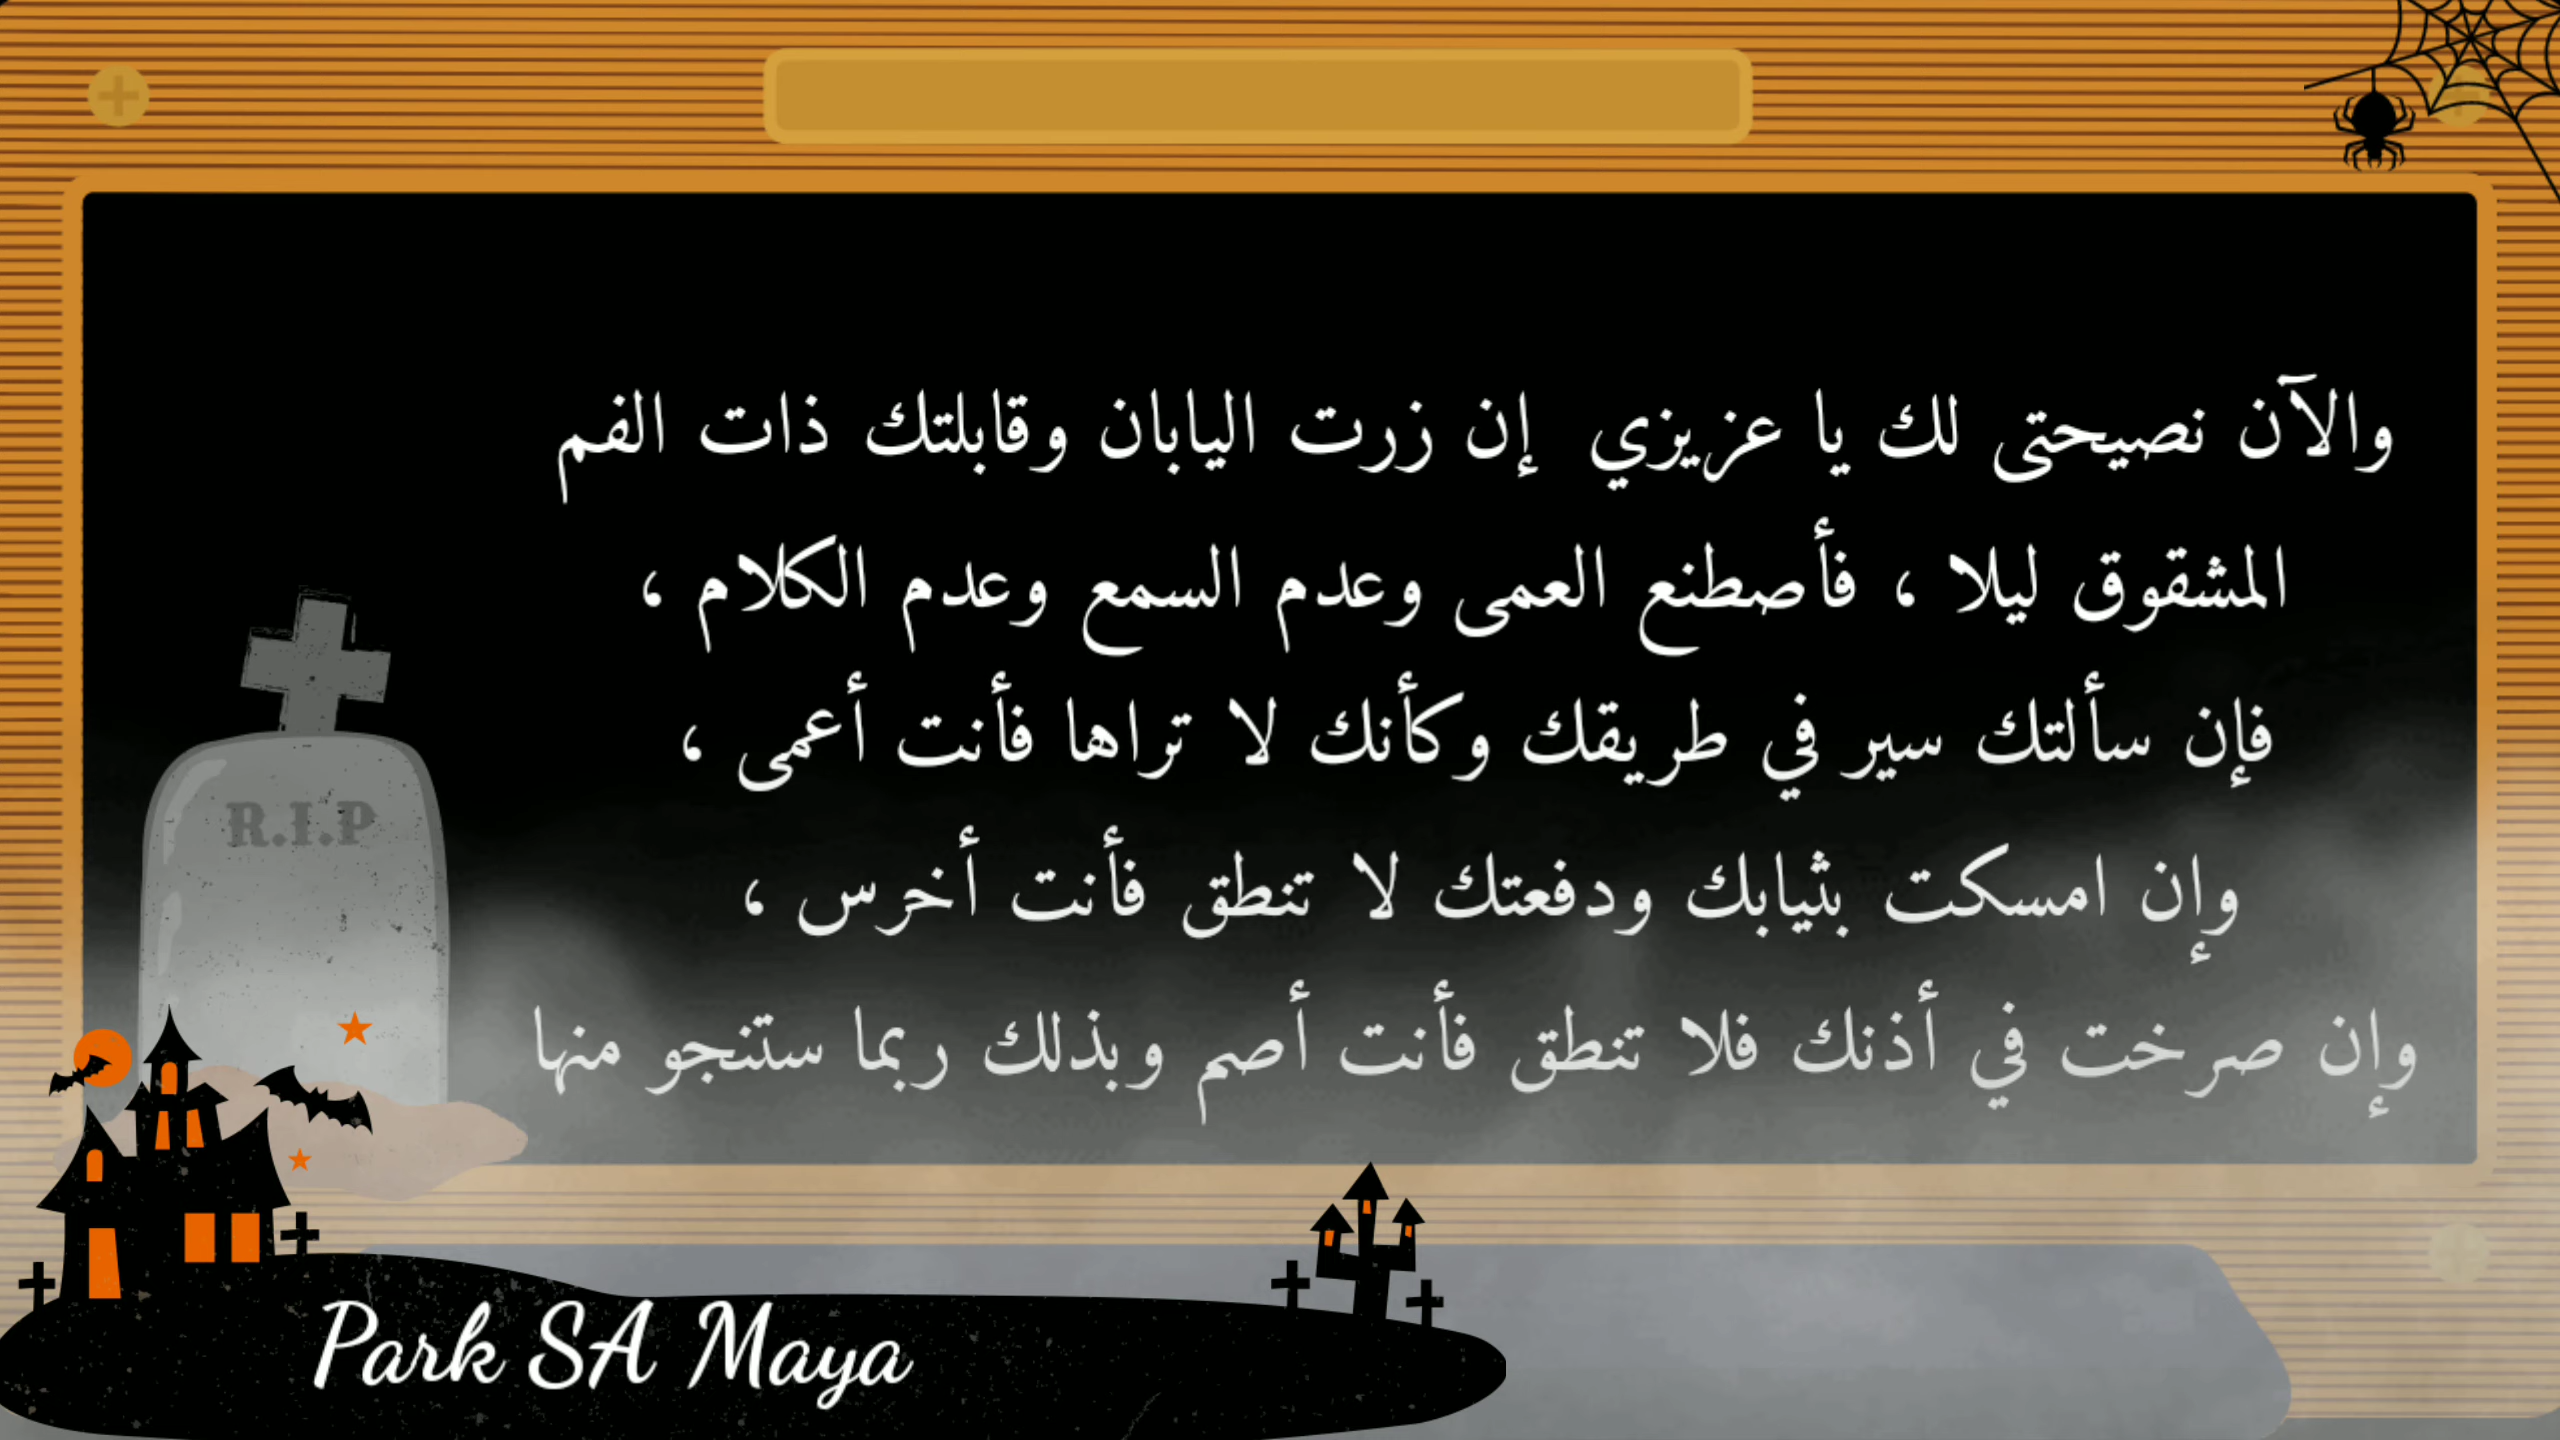 والآن نصيحتى لك يا عزيزي إن زرت اليابان وقابلتك ذات الفم
المشقوق ليلا ، فأصطنع العمى وعدم السمع وعدم الكلام ،
فإن سألتك سير في طريقك وكأنك لا تراها فأنت أعمى ،
وإن امسكت بثيابك ودفعتك لا تنطق فأنت أخرس ،
وإن صرخت في أذنك فلا تنطق فأنت أصم وبذلك ربما ستنجو منها
R.I.P
Park SA Maya